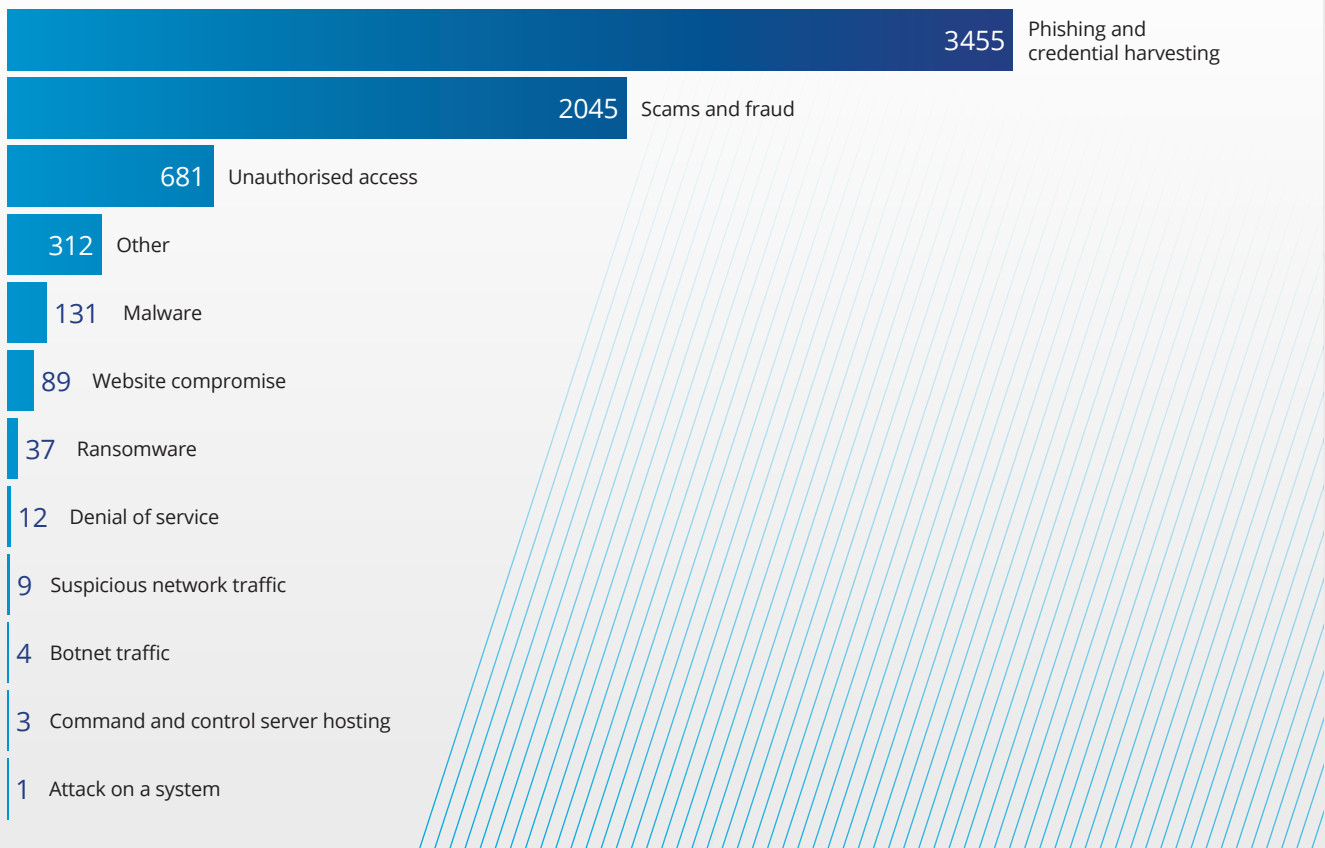 3455 Phishing and
credential harvesting
2045 Scams and fraud
681 Unauthorised access
312 Other
131 Malware
89 Website compromise
37 Ransomware
12 Denial of service
9 Suspicious network traffic
4 Botnet traffic
3 Command and control server hosting
1 Attack on a system